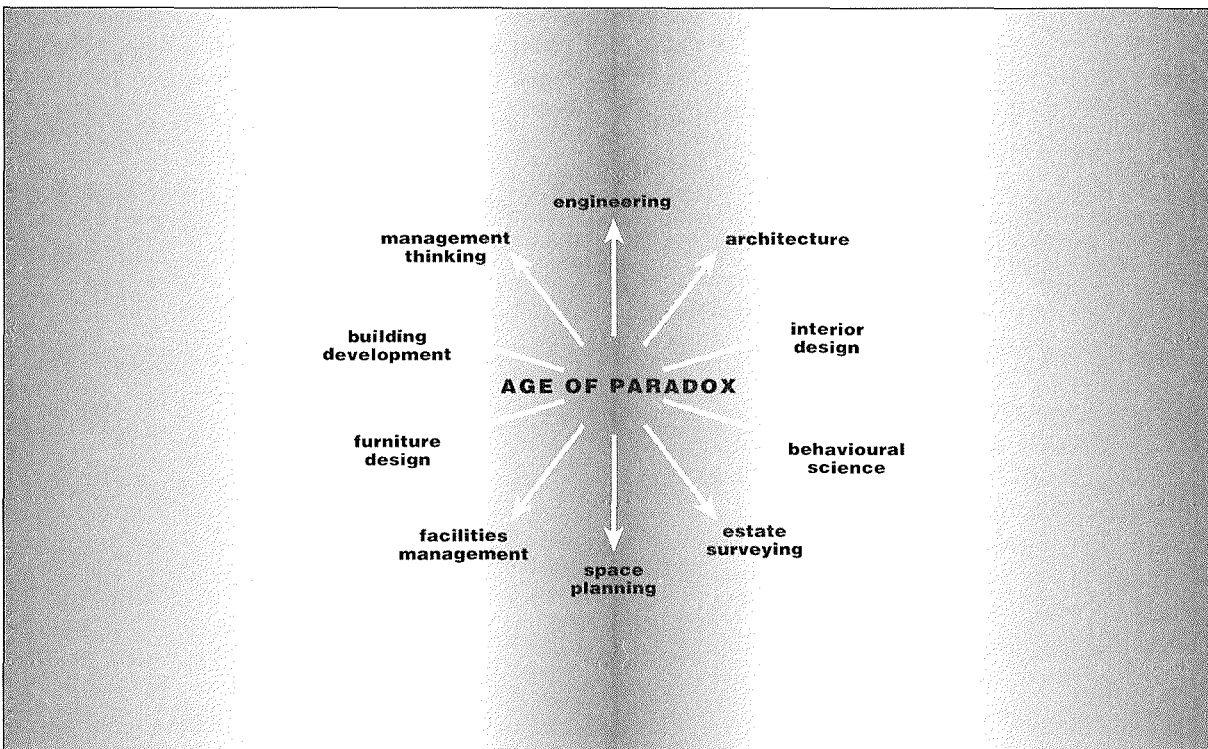 engineering
management
thinking
architecture
building
development
interior
design
AGE OF PARADOX
furniture
design
behavioural
science
facilities
management
estate
surveying
space
planning